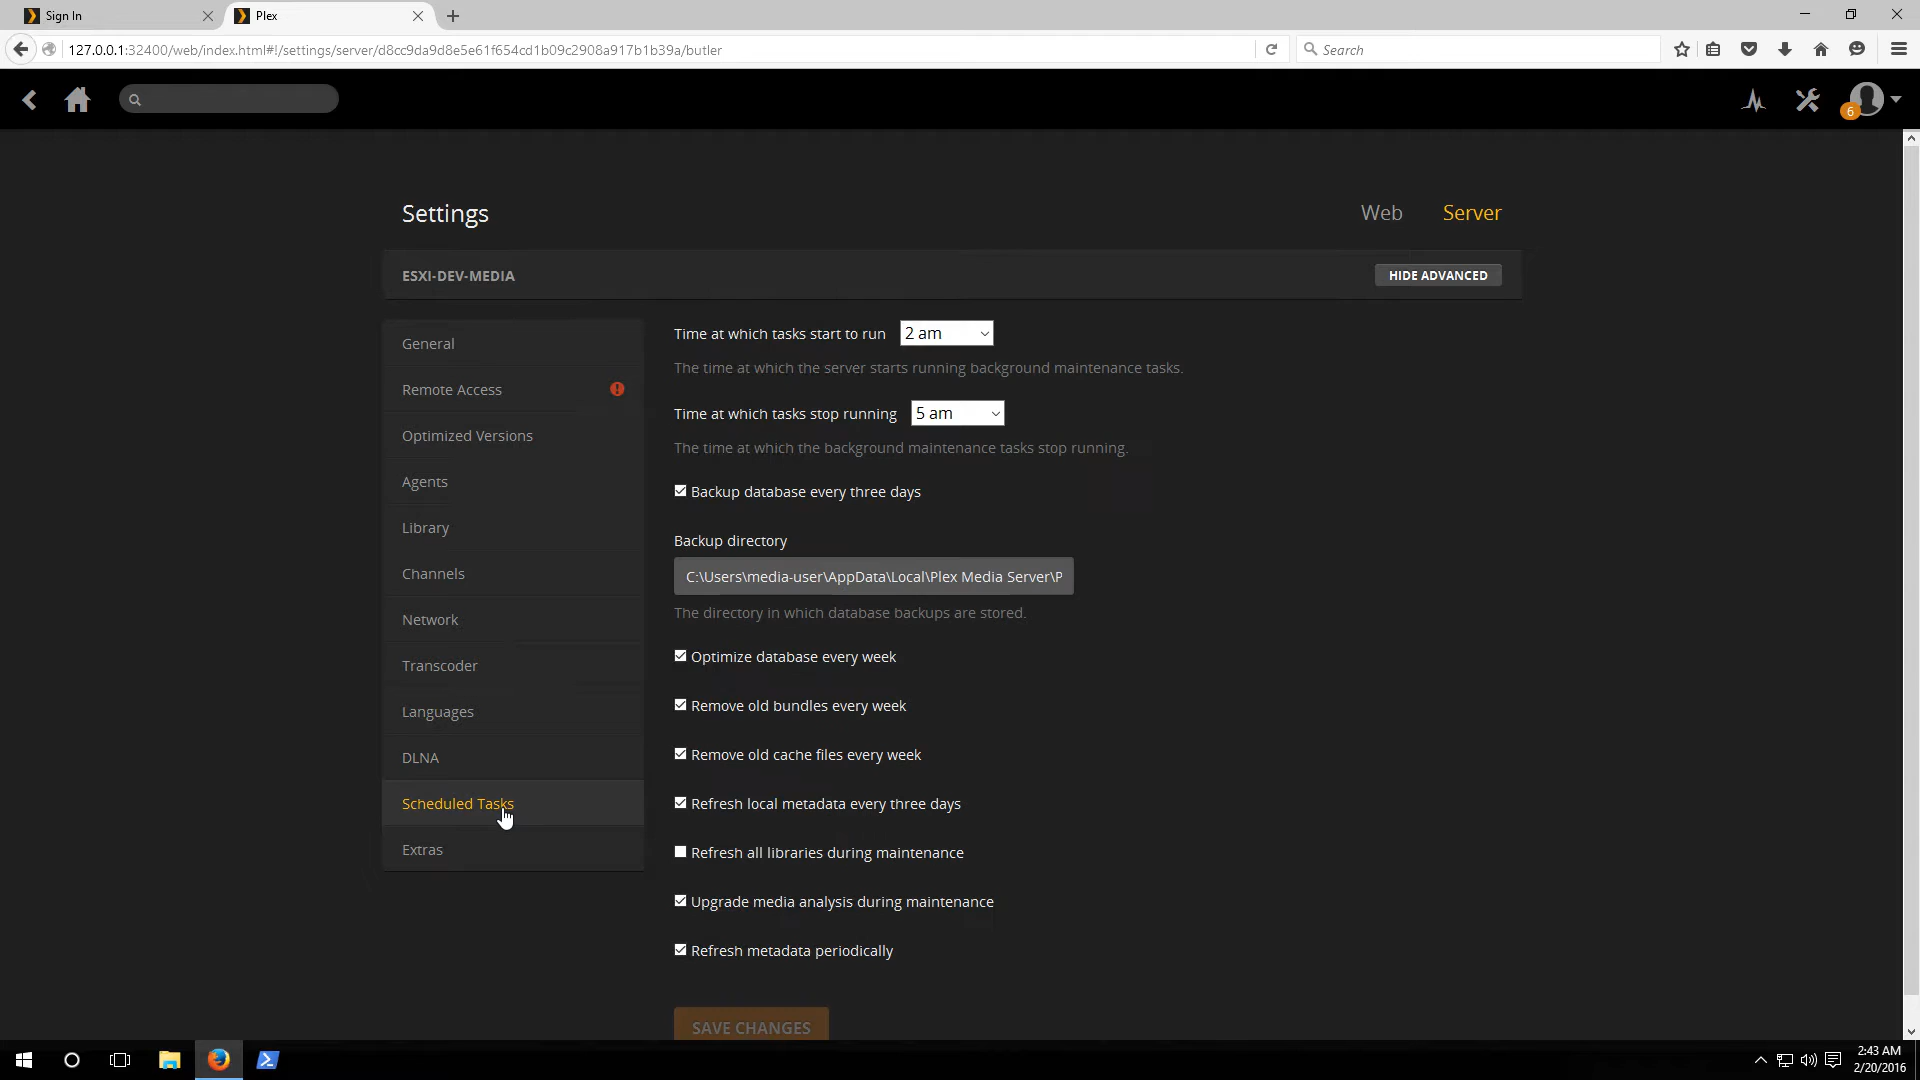 Sign In
Plex
127.0.0.1:32400/web/index.html#!/settings/server/d8cc9da9d8e5e61f654cd1b09c2908a917b1b39a/butler
Search
6
Settings
Web
Server
ESXI-DEV-MEDIA
HIDE ADVANCED
General
Remote Access
Optimized Versions
Agents
Library
Channels
Network
Transcoder
Languages
DLNA
Scheduled Tasks
Extras
Time at which tasks start to run
2 am
The time at which the server starts running background maintenance tasks.
Time at which tasks stop running
5 am
The time at which the background maintenance tasks stop running.
Backup database every three days
Backup directory
C:\Users\media-user\AppData\Local\Plex Media Server\P
The directory in which database backups are stored.
Optimize database every week
Remove old bundles every week
Remove old cache files every week
Refresh local metadata every three days
Refresh all libraries during maintenance
Upgrade media analysis during maintenance
Refresh metadata periodically
SAVE CHANGES
2:43 AM
2/20/2016